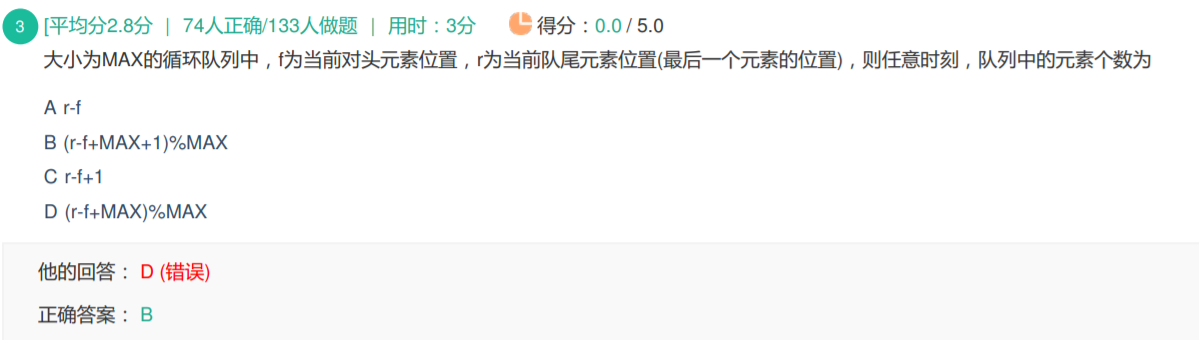 3 [平均分2.8分 | 74人正确/133人做题 | 用时：3分 得分：0.0 / 5.0
大小为MAX的循环队列中，f为当前对头元素位置，r为当前队尾元素位置(最后一个元素的位置)，则任意时刻，队列中的元素个数为
A r-f
B (r-f+MAX+1)%MAX
C r-f+1
D (r-f+MAX)%MAX
他的回答： D (错误)
正确答案： B